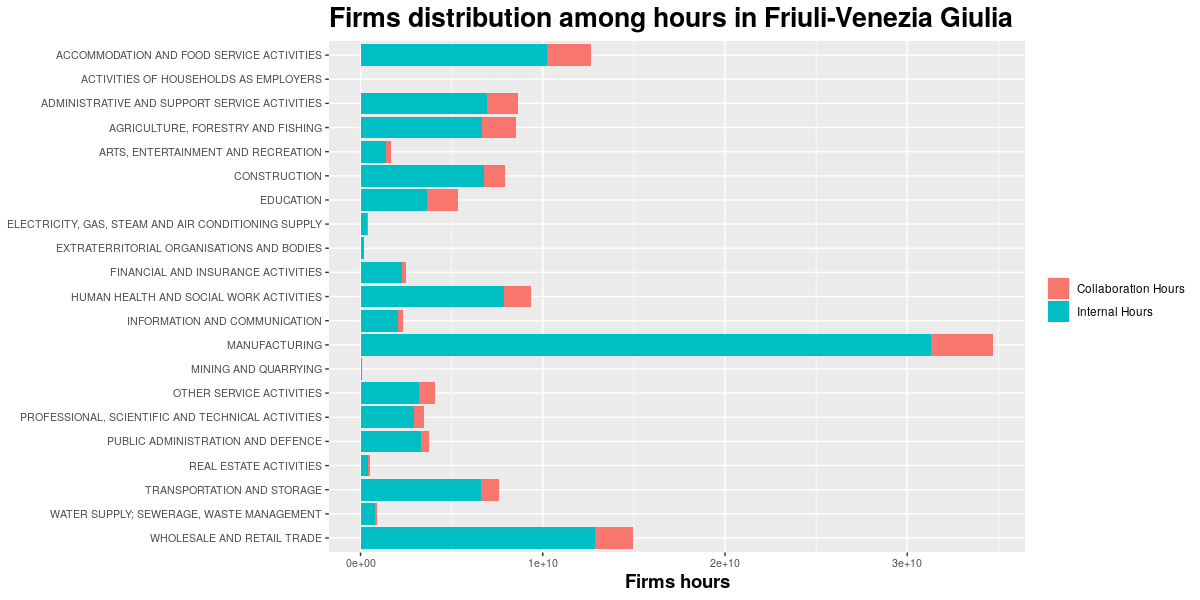 Firms distribution among hours in Friuli-Venezia Giulia
ACCOMMODATION AND FOOD SERVICE ACTIVITIES
ACTIVITIES OF HOUSEHOLDS AS EMPLOYERS
ADMINISTRATIVE AND SUPPORT SERVICE ACTIVITIES
AGRICULTURE, FORESTRY AND FISHING
ARTS, ENTERTAINMENT AND RECREATION
CONSTRUCTION
EDUCATION
ELECTRICITY, GAS, STEAM AND AIR CONDITIONING SUPPLY
EXTRATERRITORIAL ORGANISATIONS AND BODIES
FINANCIAL AND INSURANCE ACTIVITIES
HUMAN HEALTH AND SOCIAL WORK ACTIVITIES
INFORMATION AND COMMUNICATION
MANUFACTURING
MINING AND QUARRYING
OTHER SERVICE ACTIVITIES
PROFESSIONAL, SCIENTIFIC AND TECHNICAL ACTIVITIES
PUBLIC ADMINISTRATION AND DEFENCE
REAL ESTATE ACTIVITIES
TRANSPORTATION AND STORAGE
WATER SUPPLY; SEWERAGE, WASTE MANAGEMENT
WHOLESALE AND RETAIL TRADE
0e+00 1e+10 2e+10 3e+10
Firms hours
Collaboration Hours
Internal Hours